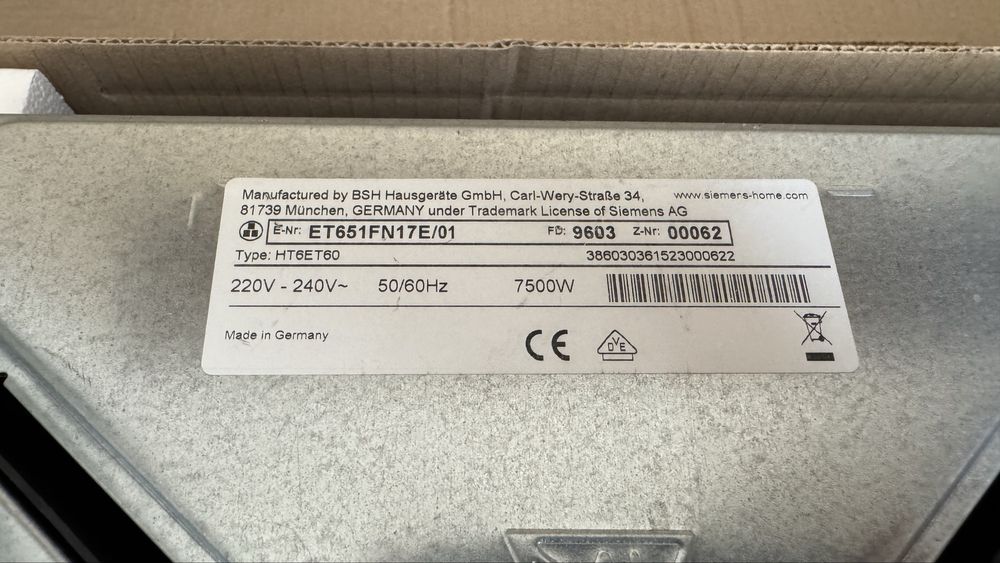 Manufactured by BSH Hausgeräte GmbH, Carl-Wery-Straße 34, www.siemens-home.com
81739 München, GERMANY under Trademark License of Siemens AG
E-Nr: ET651FN17E/01 FD: 9603 Z-Nr: 00062
Type: HT6ET60 386030361523000622
220V - 240V~ 50/60Hz 7500W
Made in Germany CE DVE